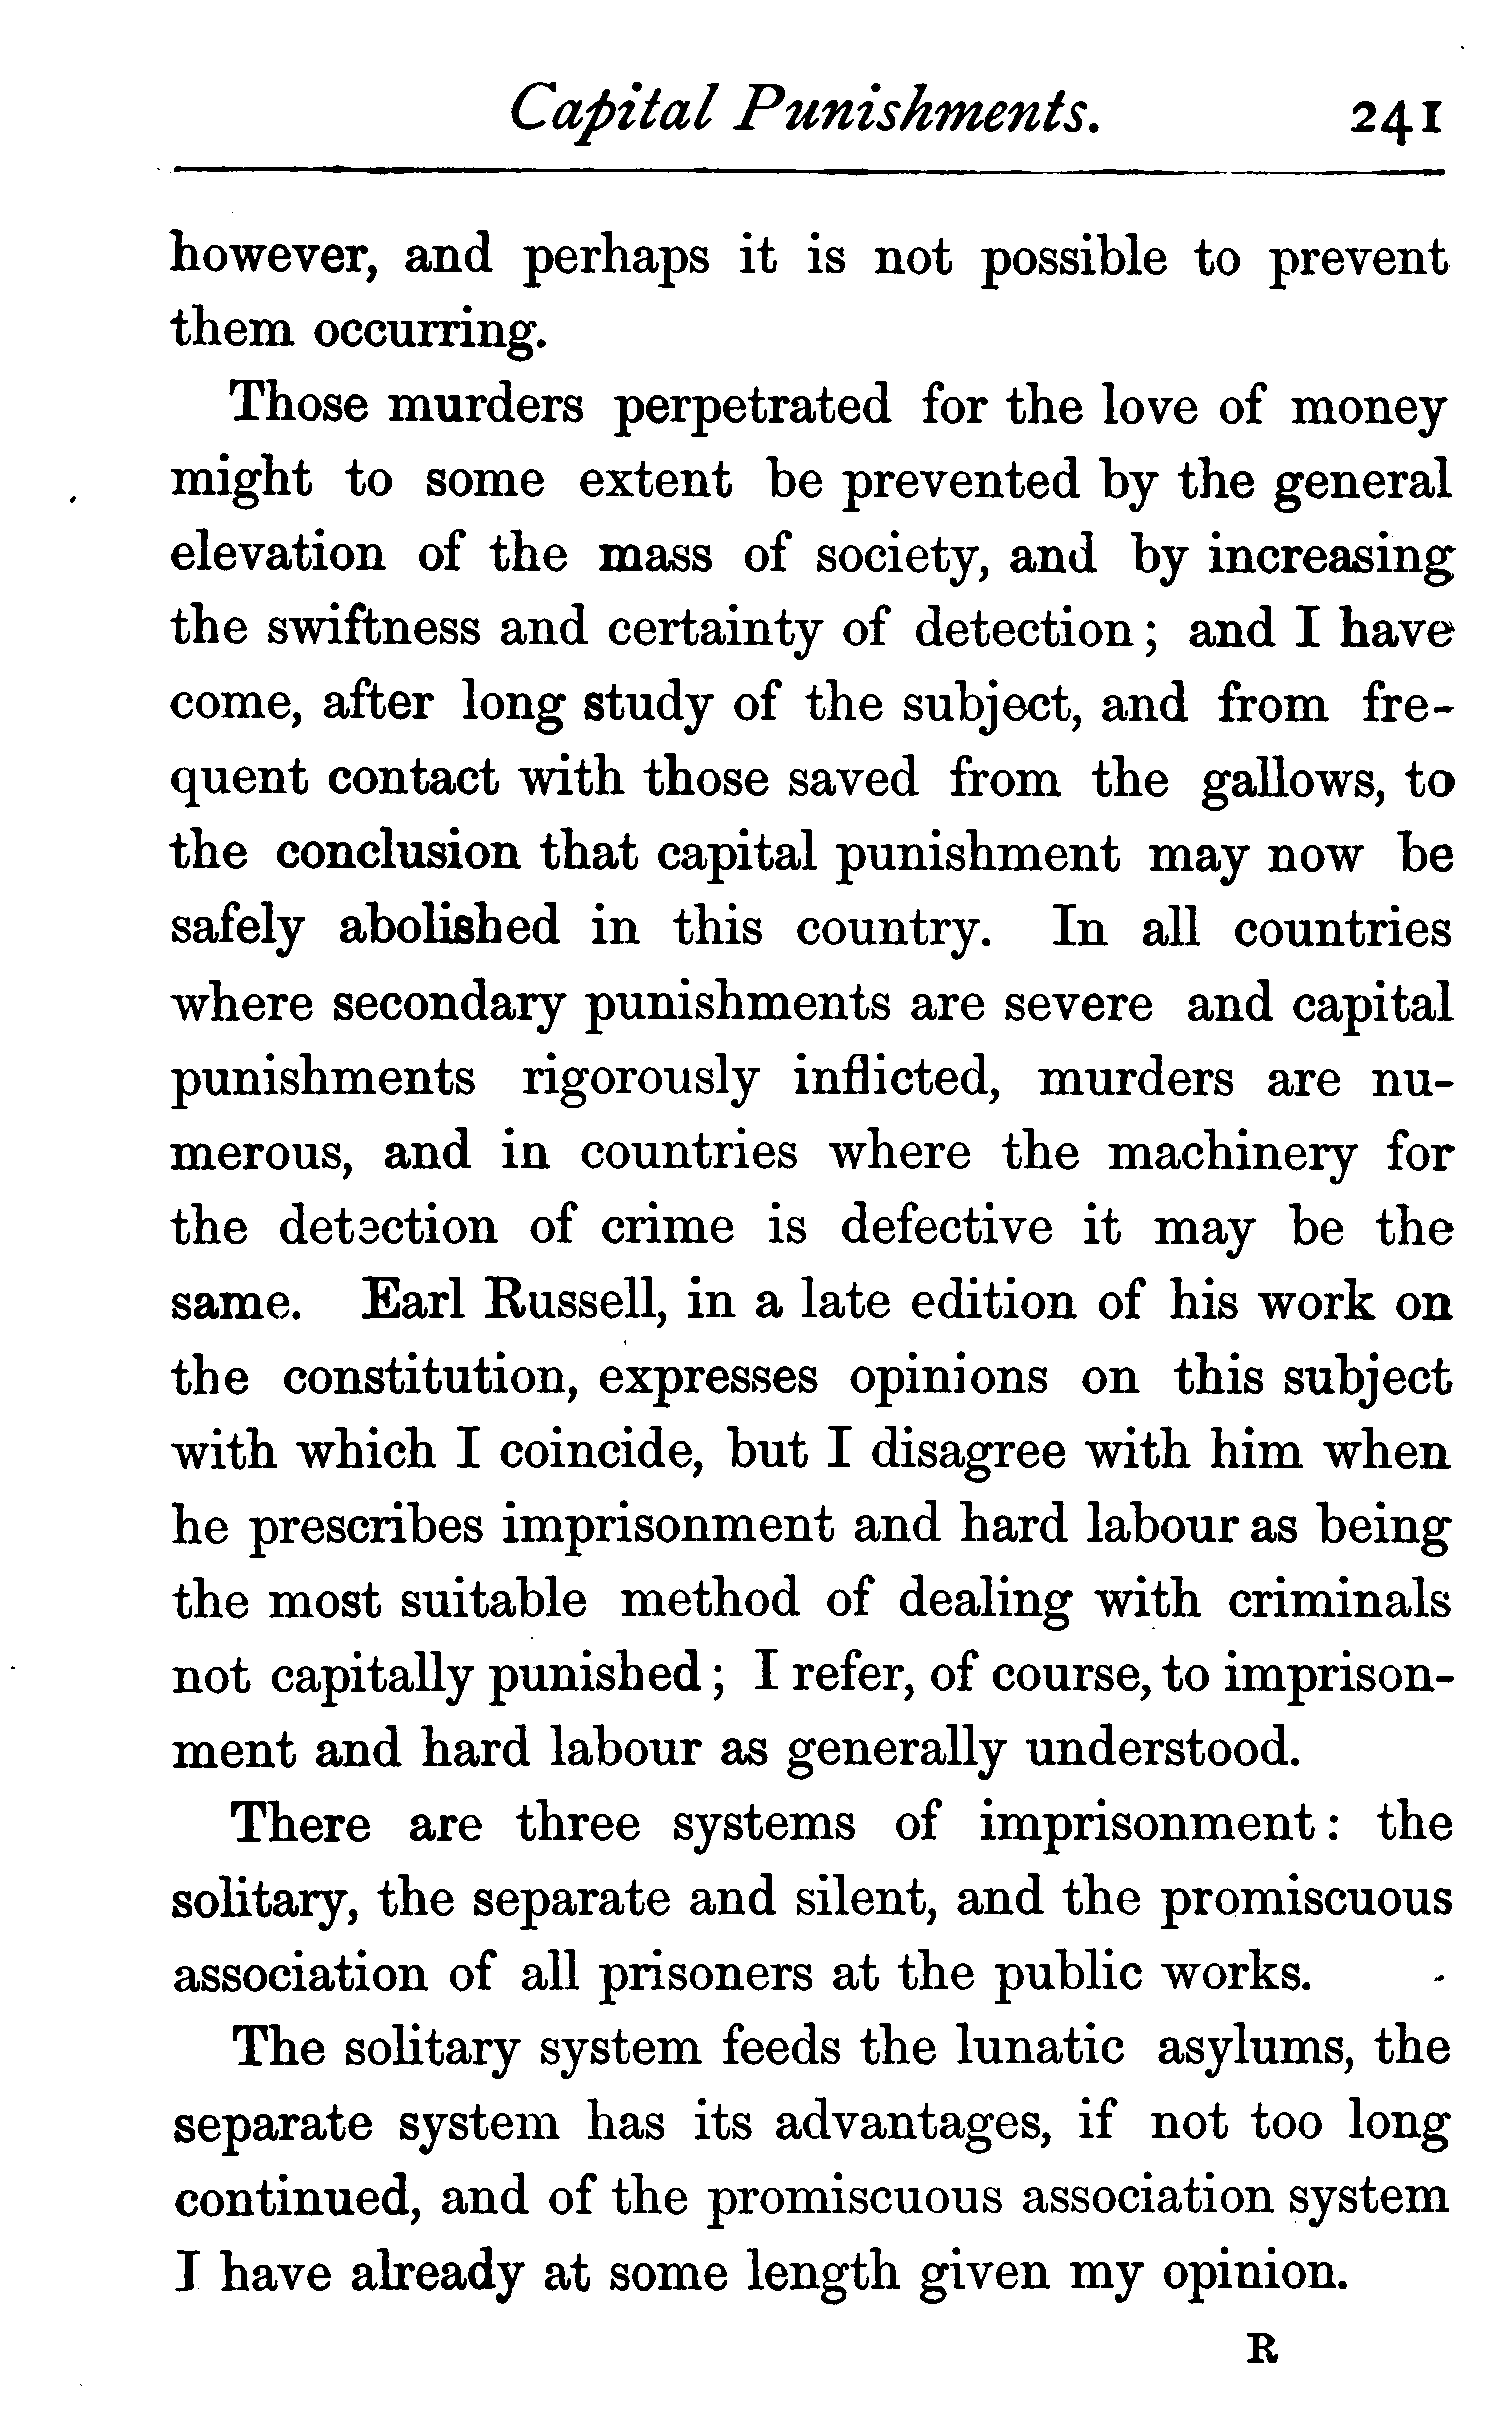 Capital Punishments. 241
however, and perhaps it is not possible to prevent
them occurring.
Those murders perpetrated for the love of money
might to some extent be prevented by the general
elevation of the mass of society, and by increasing
the swiftness and certainty of detection; and I have
come, after long study of the subject, and from fre-
quent contact with those saved from the gallows, to
the conclusion that capital punishment may now be
safely abolished in this country. In all countries
where secondary punishments are severe and capital
punishments rigorously inflicted, murders are nu-
merous, and in countries where the machinery for
the detection of crime is defective it may be the
same. Earl Russell, in a late edition of his work on
the constitution, expresses opinions on this subject
with which I coincide, but I disagree with him when
he prescribes imprisonment and hard labour as being
the most suitable method of dealing with criminals
not capitally punished; I refer, of course, to imprison-
ment and hard labour as generally understood.
There are three systems of imprisonment: the
solitary, the separate and silent, and the promiscuous
association of all prisoners at the public works.
The solitary system feeds the lunatic asylums, the
separate system has its advantages, if not too long
continued, and of the promiscuous association system
I have already at some length given my opinion.
R